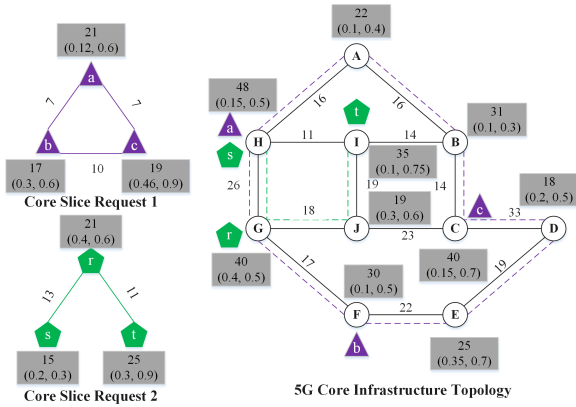 21
(0.12, 0.6)
a
7
7
b
c
17
(0.3, 0.6)
10
19
(0.46, 0.9)
Core Slice Request 1
21
(0.4, 0.6)
r
13
11
s
t
15
(0.2, 0.3)
25
(0.3, 0.9)
Core Slice Request 2
22
(0.1, 0.4)
A
48
(0.15, 0.5)
16
16
t
31
(0.1, 0.3)
a
H
11
I
14
B
s
35
(0.1, 0.75)
26
19
14
18
(0.2, 0.5)
19
(0.3, 0.6)
c
r
18
33
G
J
23
C
D
40
(0.4, 0.5)
17
30
(0.1, 0.5)
40
(0.15, 0.7)
19
F
22
E
b
25
(0.35, 0.7)
5G Core Infrastructure Topology